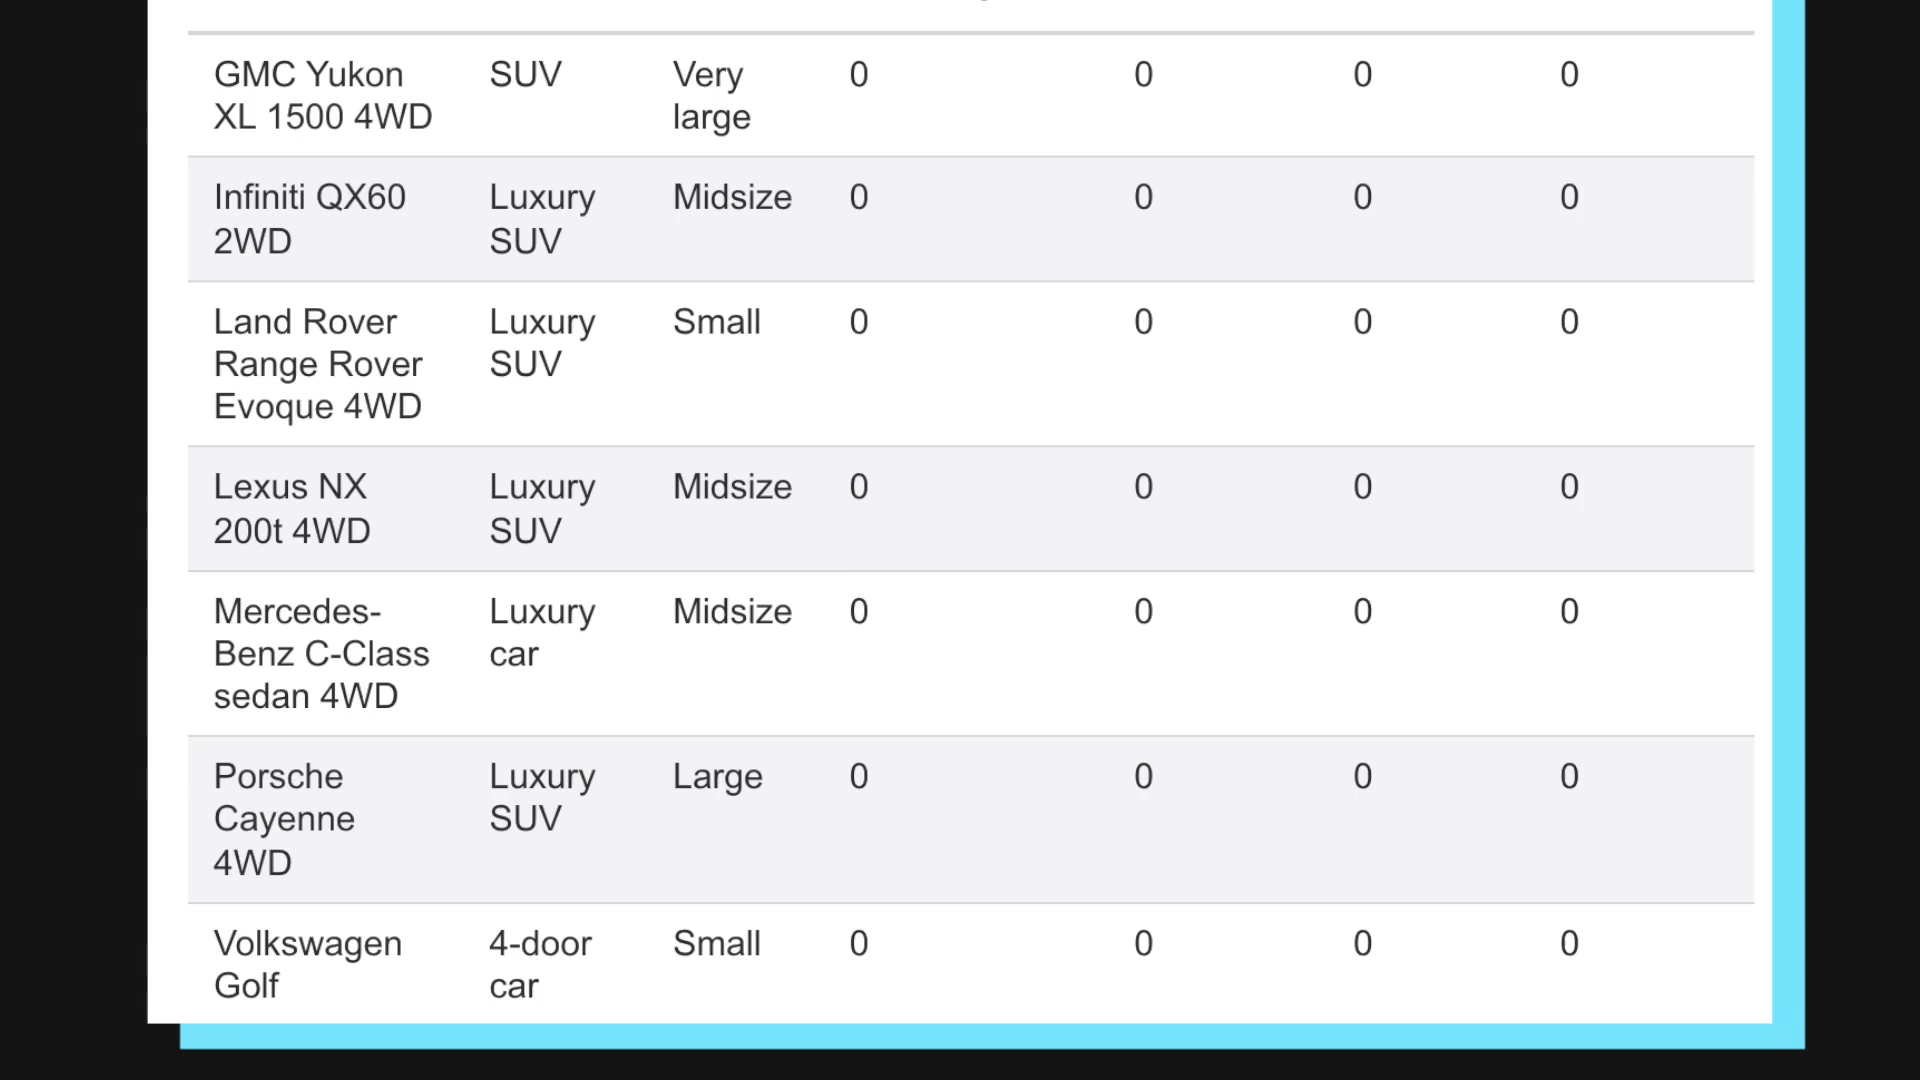 GMC Yukon SUV Very 0 0 0 0
XL 1500 4WD large
Infiniti QX60 Luxury Midsize 0 0 0 0
2WD SUV
Land Rover Luxury Small 0 0 0 0
Range Rover SUV
Evoque 4WD
Lexus NX Luxury Midsize 0 0 0 0
200t 4WD SUV
Mercedes- Luxury Midsize 0 0 0 0
Benz C-Class car
sedan 4WD
Porsche Luxury Large 0 0 0 0
Cayenne SUV
4WD
Volkswagen 4-door Small 0 0 0 0
Golf car